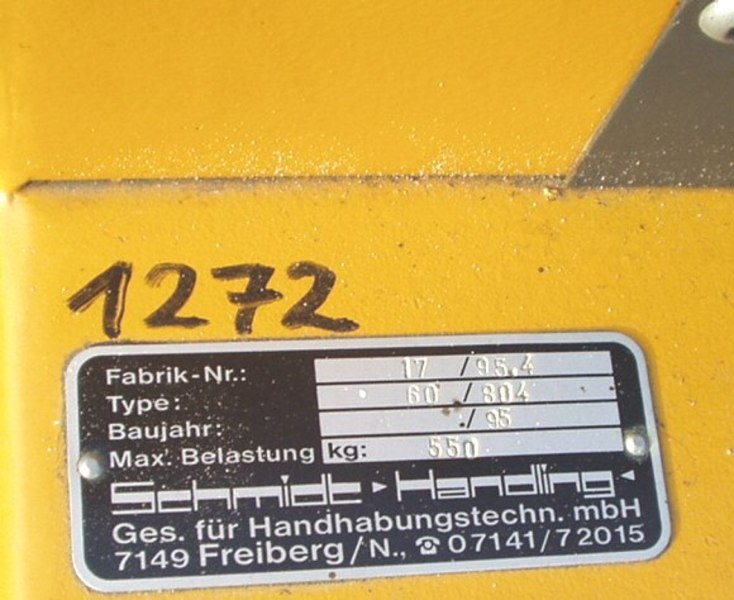 1272
Fabrik-Nr.: 17 / 95.4
Type: 60 / 804
Baujahr: ./ 95
Max. Belastung kg: 550
Schmidt Handling
Ges. für Handhabungstechn. mbH
7149 Freiberg/N., ☎ 07141/72015